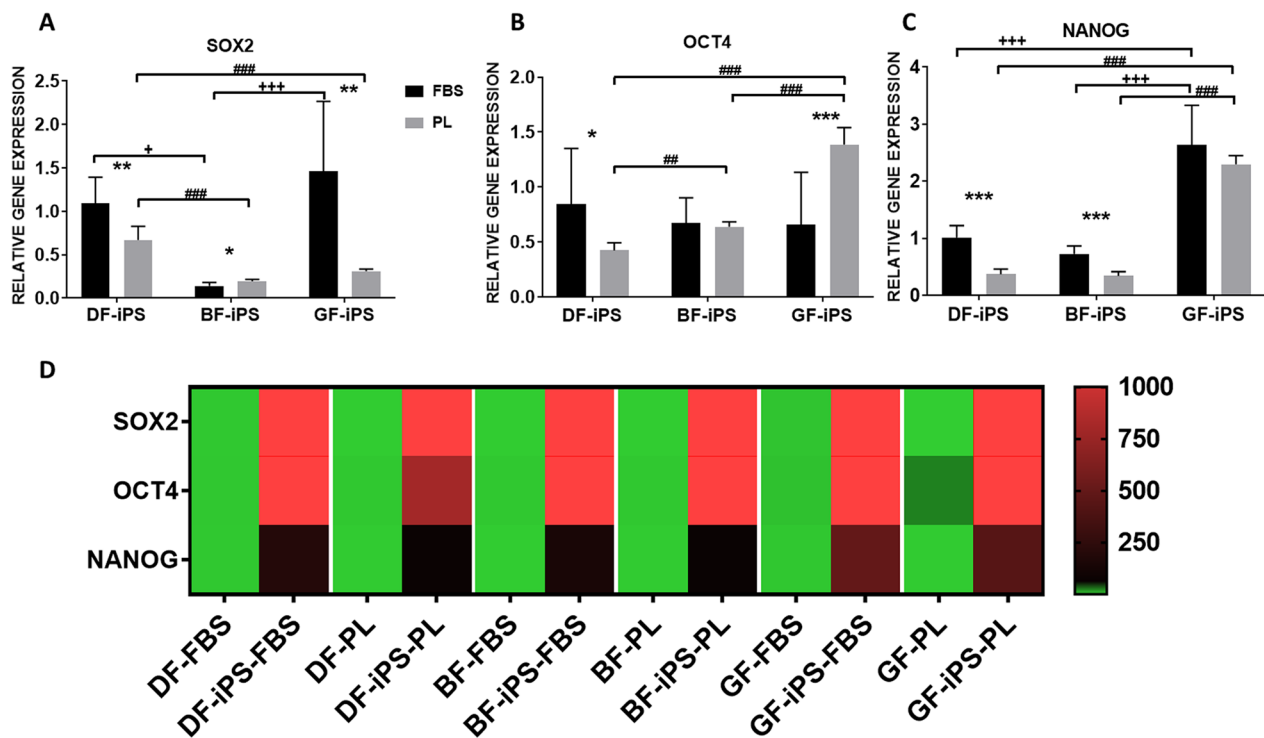 A
SOX2
RELATIVE GENE EXPRESSION
2.5
2.0
1.5
1.0
0.5
0.0
###
+++
**
+
**
###
*
DF-iPS BF-iPS GF-iPS
FBS
PL
B
OCT4
RELATIVE GENE EXPRESSION
2.0
1.5
1.0
0.5
0.0
###
###
***
*
##
DF-iPS BF-iPS GF-iPS
C
NANOG
RELATIVE GENE EXPRESSION
4
3
2
1
0
+++
###
+++
###
***
***
DF-iPS BF-iPS GF-iPS
D
SOX2
OCT4
NANOG
DF-FBS
DF-iPS-FBS
DF-PL
DF-iPS-PL
BF-FBS
BF-iPS-FBS
BF-PL
BF-iPS-PL
GF-FBS
GF-iPS-FBS
GF-PL
GF-iPS-PL
1000
750
500
250